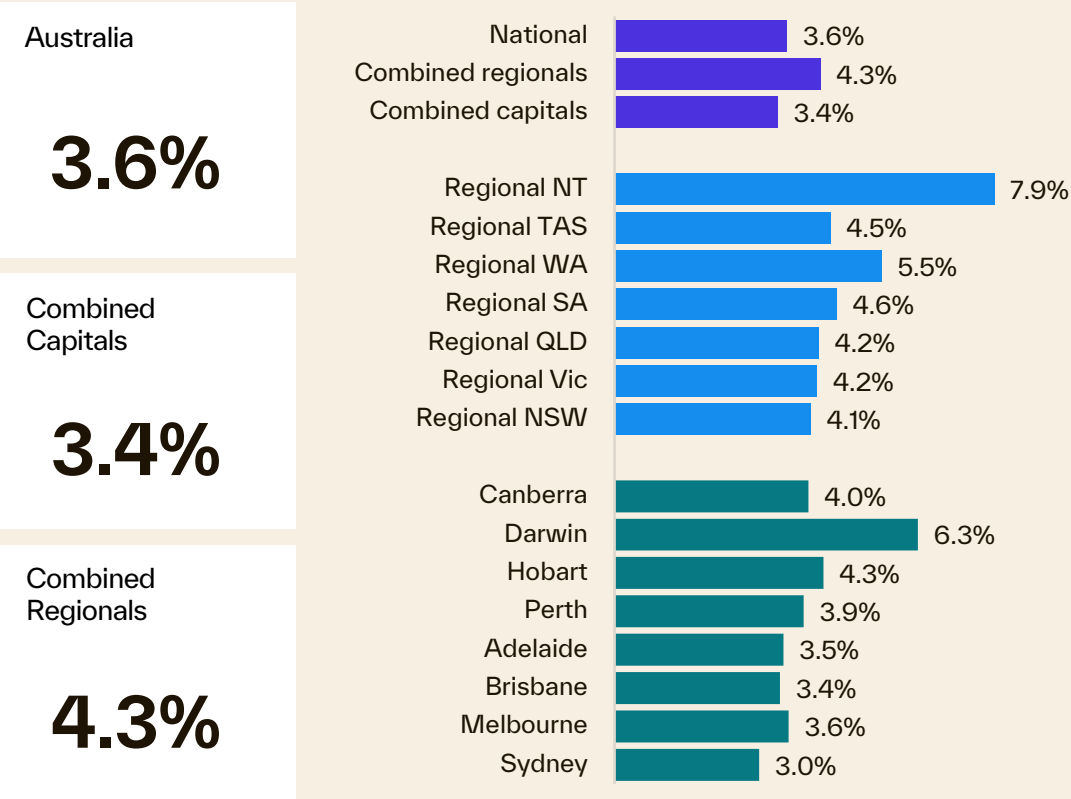 Australia
3.6%
Combined
Capitals
3.4%
Combined
Regionals
4.3%
National 3.6%
Combined regionals 4.3%
Combined capitals 3.4%
Regional NT 7.9%
Regional TAS 4.5%
Regional WA 5.5%
Regional SA 4.6%
Regional QLD 4.2%
Regional Vic 4.2%
Regional NSW 4.1%
Canberra 4.0%
Darwin 6.3%
Hobart 4.3%
Perth 3.9%
Adelaide 3.5%
Brisbane 3.4%
Melbourne 3.6%
Sydney 3.0%